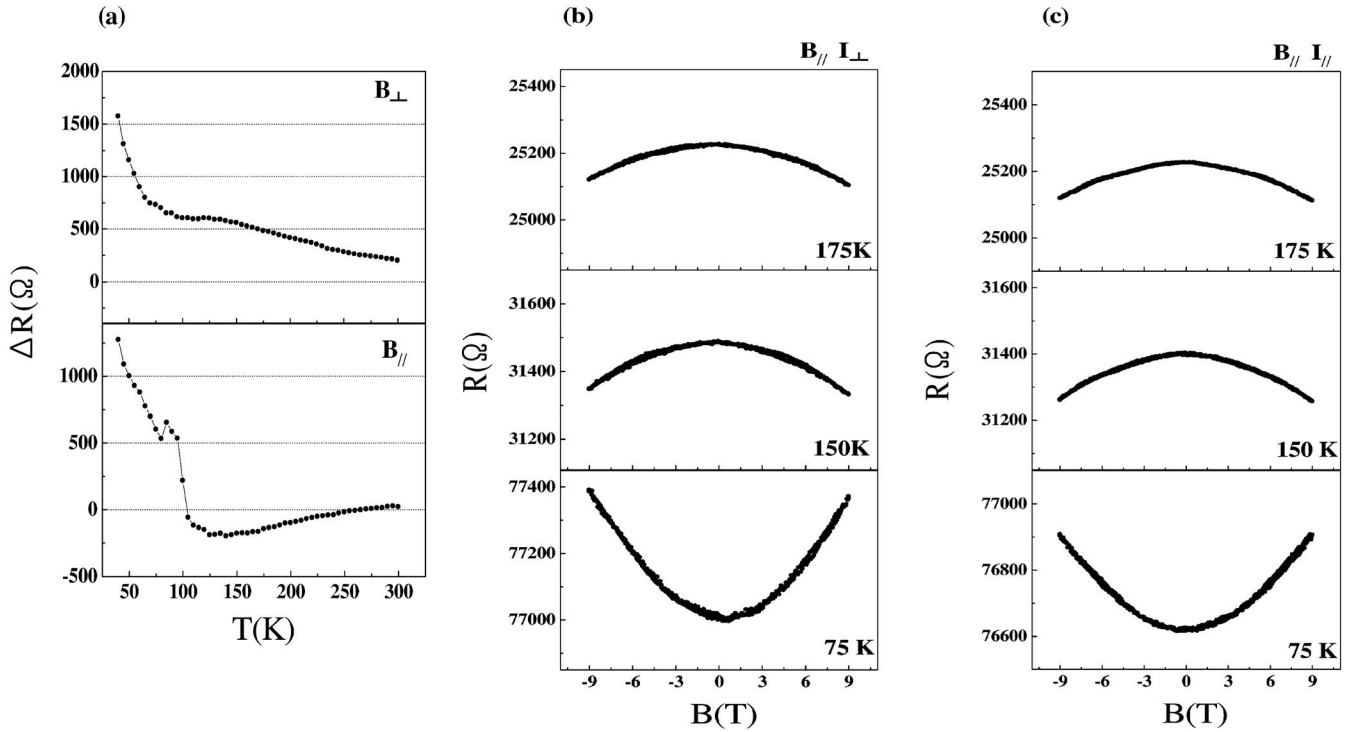 (a)
(b)
(c)
2000
1500
1000
500
0
B⊥
1000
500
0
-500
B//
50 100 150 200 250 300
ΔR(Ω)
T(K)
B// I⊥
25400
25200
25000
175K
31600
31400
31200
150K
77400
77200
77000
75 K
-9 -6 -3 0 3 6 9
R(Ω)
B(T)
B// I//
25400
25200
25000
175 K
31600
31400
31200
150 K
77000
76800
76600
75 K
-9 -6 -3 0 3 6 9
R(Ω)
B(T)